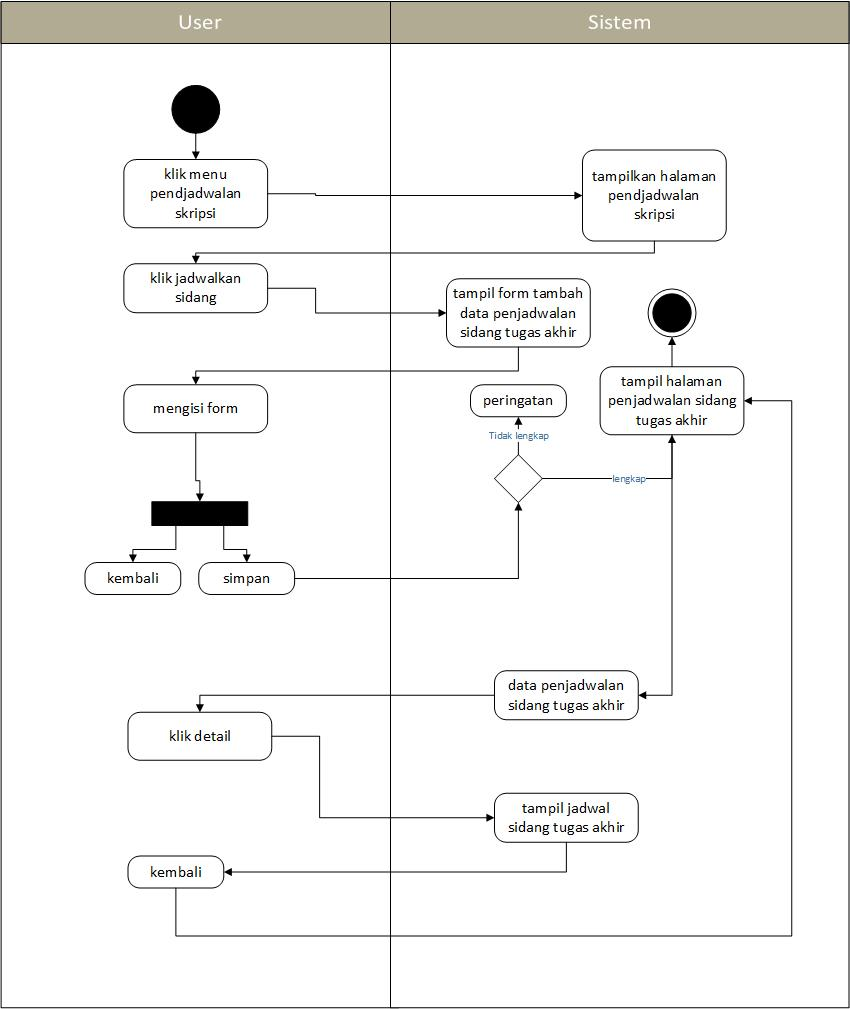 User
Sistem
klik menu
pendjadwalan
skripsi
tampilkan halaman
pendjadwalan
skripsi
klik jadwalkan
sidang
tampil form tambah
data penjadwalan
sidang tugas akhir
tampil halaman
penjadwalan sidang
tugas akhir
mengisi form
peringatan
Tidak lengkap
lengkap
kembali
simpan
data penjadwalan
sidang tugas akhir
klik detail
tampil jadwal
sidang tugas akhir
kembali